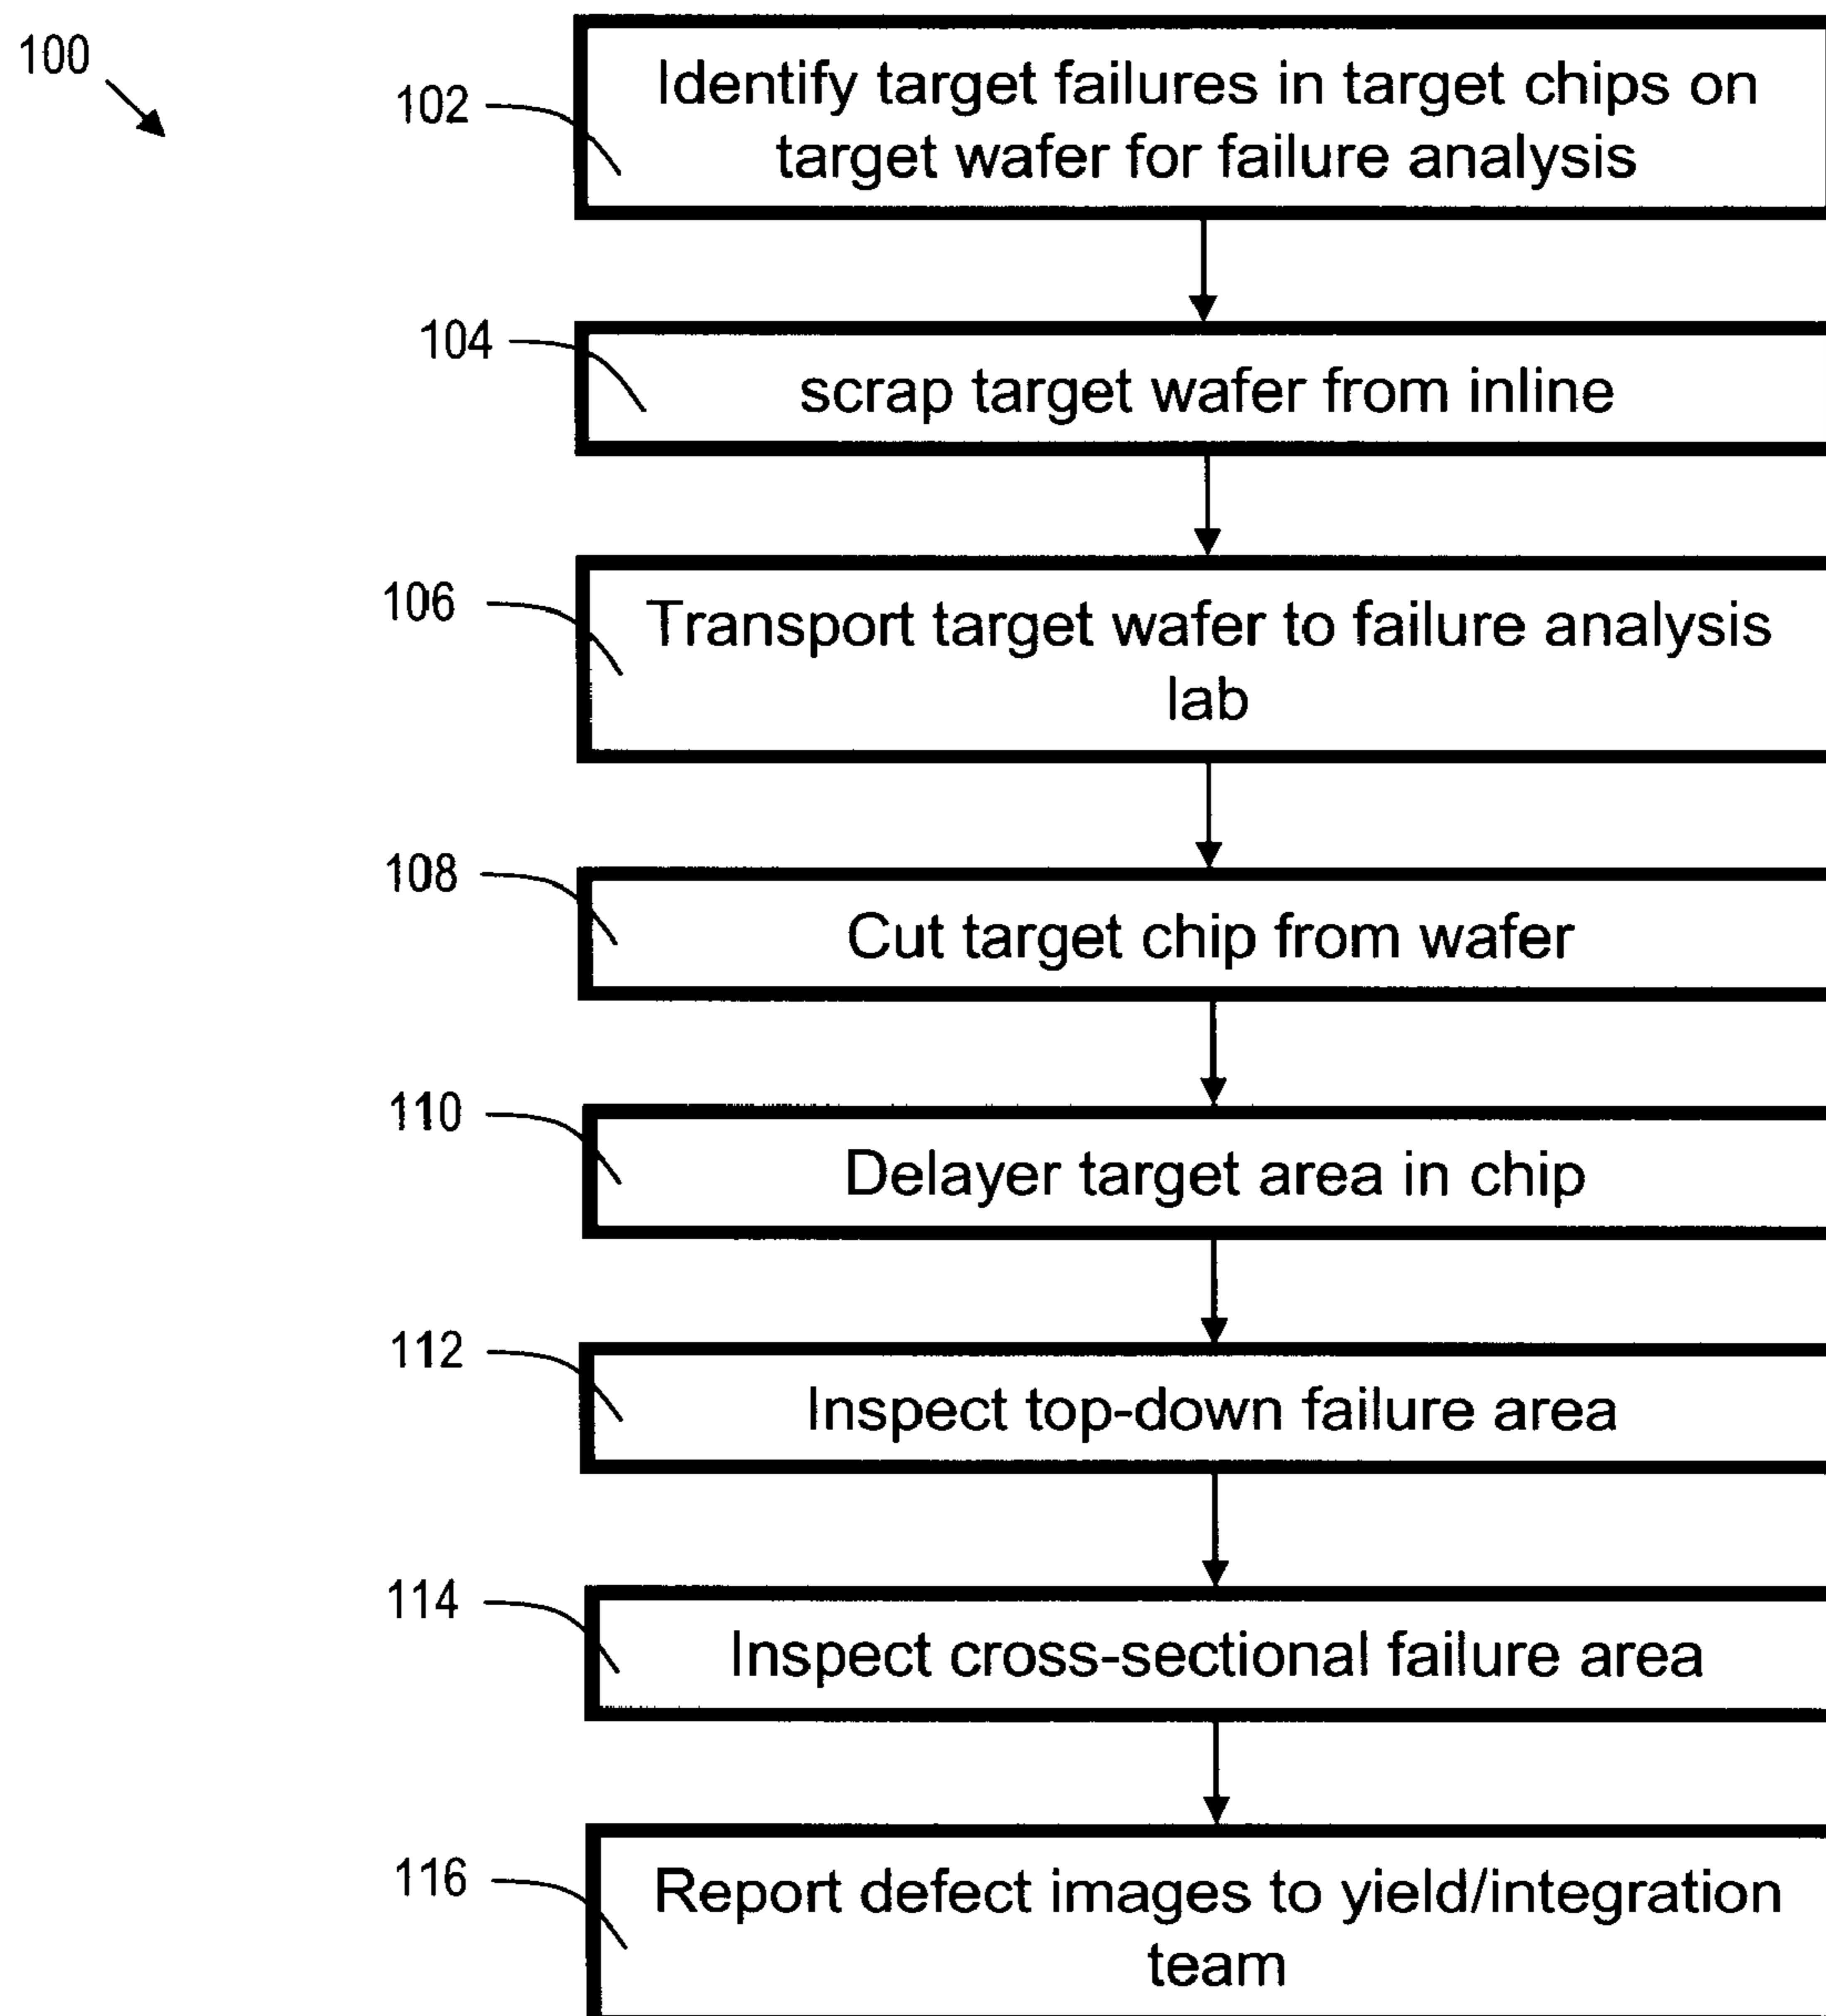 100
102
Identify target failures in target chips on
target wafer for failure analysis
104
scrap target wafer from inline
106
Transport target wafer to failure analysis
lab
108
Cut target chip from wafer
110
Delayer target area in chip
112
Inspect top-down failure area
114
Inspect cross-sectional failure area
116
Report defect images to yield/integration
team